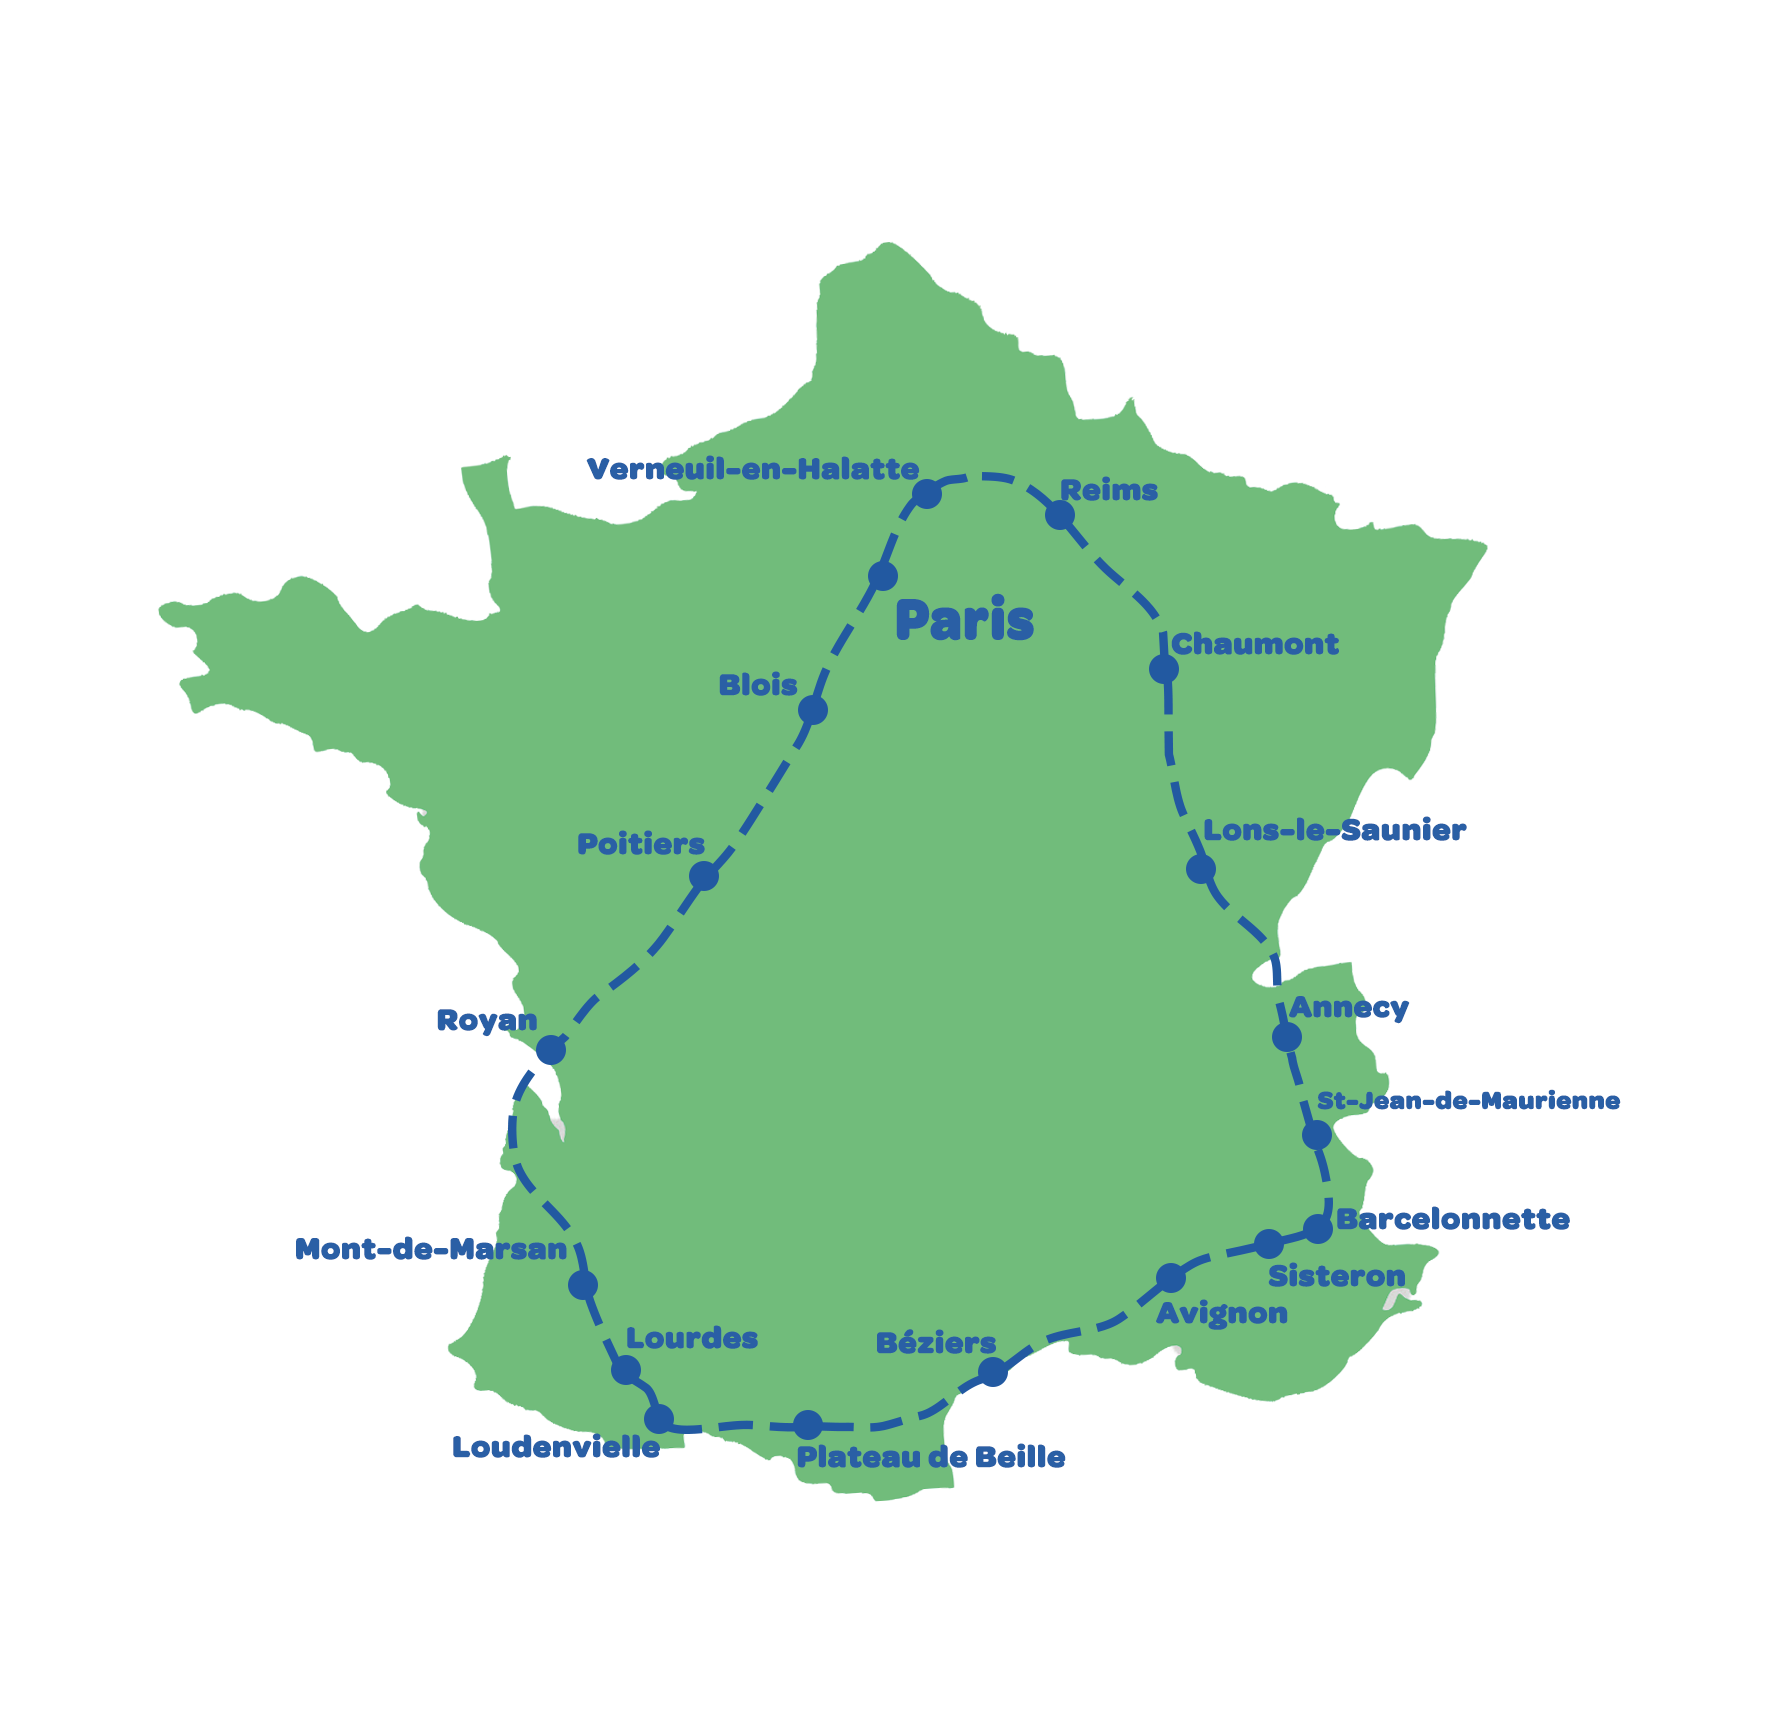 Verneuil-en-Halatte
Reims
Paris
Chaumont
Blois
Lons-le-Saunier
Poitiers
Annecy
Royan
St-Jean-de-Maurienne
Barcelonnette
Mont-de-Marsan
Sisteron
Avignon
Lourdes
Béziers
Loudenvielle
Plateau de Beille